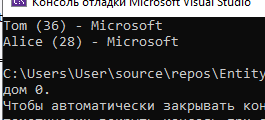 Консоль отладки Microsoft Visual Studio
Tom (36) - Microsoft
Alice (28) - Microsoft
C:\Users\User\source\repos\Entity
дом 0.
Чтобы автоматически закрывать кон